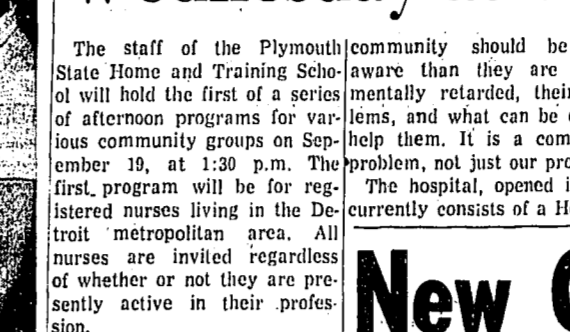 The staff of the Plymouth
State Home and Training Scho-
ol will hold the first of a series
of afternoon programs for var-
ious community groups on Sep-
ember 19, at 1:30 p.m. The
first program will be for reg-
istered nurses living in the De-
troit metropolitan area. All
nurses are invited regardless
of whether or not they are pre-
sently active in their profes-
sion.
community should be
aware than they are
mentally retarded, their
lems, and what can be
help them. It is a com
problem, not just our pro
The hospital, opened i
currently consists of a H
New